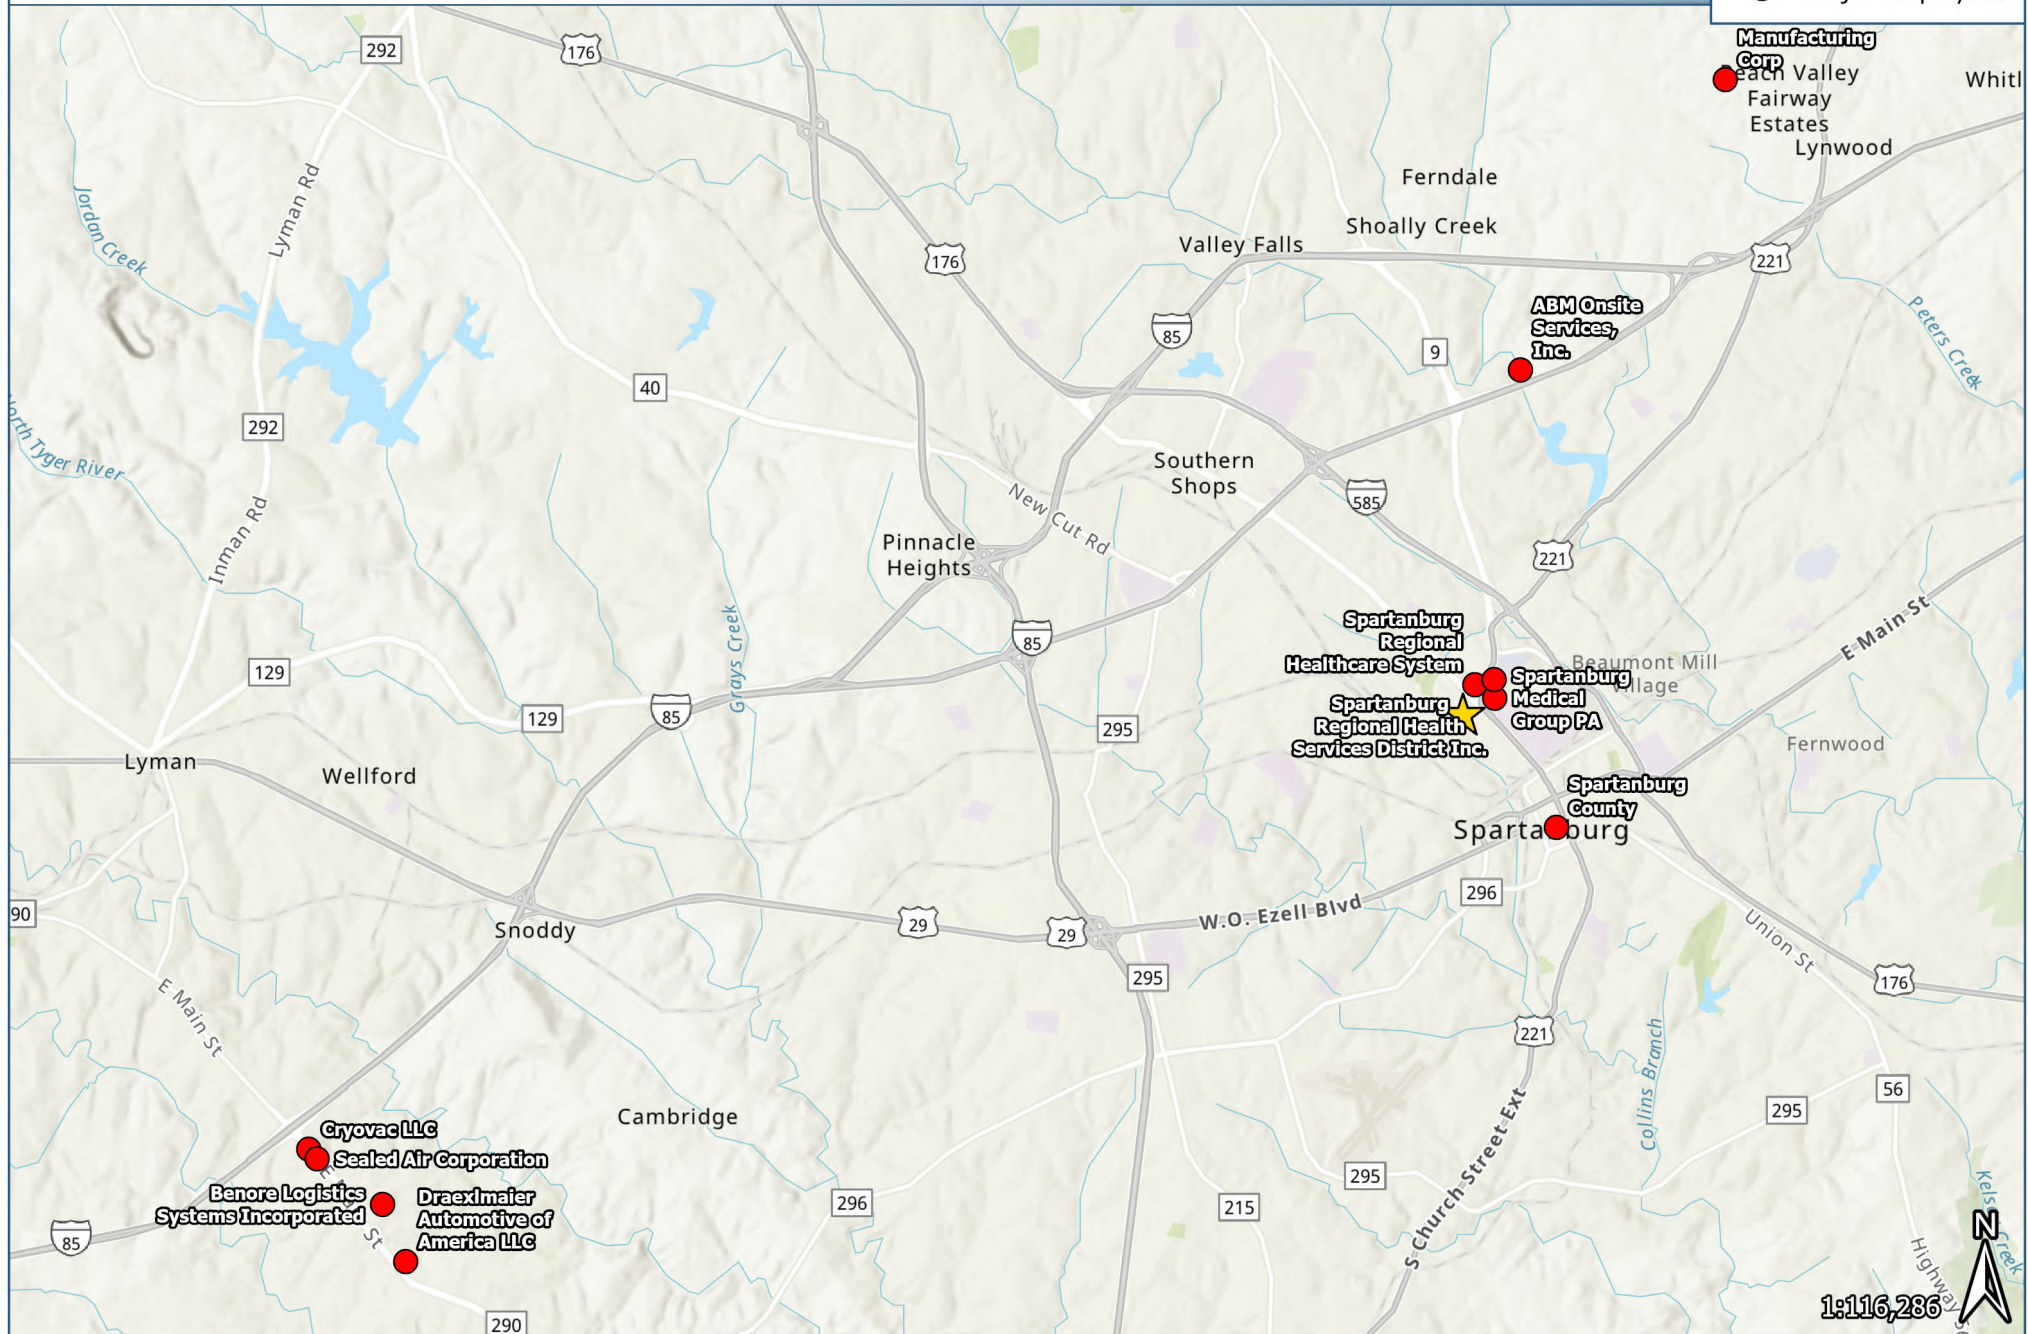 Manufacturing
Corp
Valley
Fairway
Estates
Lynwood
292
176
Lyman Rd
Ferndale
Shoally Creek
Valley Falls
Jordan Creek
176
221
85
ABM Onsite
Services,
Inc.
9
Peters Creek
40
292
North Tyger River
Southern
Shops
585
New Cut Rd
Inman Rd
Pinnacle
Heights
221
85
Grays Creek
E Main St
Spartanburg
Regional
Healthcare System
Beaumont Mill
Village
Spartanburg
Medical
Group PA
Spartanburg
Regional Health
Services District Inc.
129
129
85
295
Fernwood
Lyman
Wellford
Spartanburg
County
Spartanburg
296
W.O. Ezell Blvd
90
Snoddy
29
29
295
Union St
176
E Main St
221
Collins Branch
56
295
Cambridge
Cryovac LLC
Sealed Air Corporation
Benore Logistics
Systems Incorporated
Draexlmaier
Automotive of
America LLC
St
85
296
295
215
S Church Street Ext
Highway
N
1:116,286
290